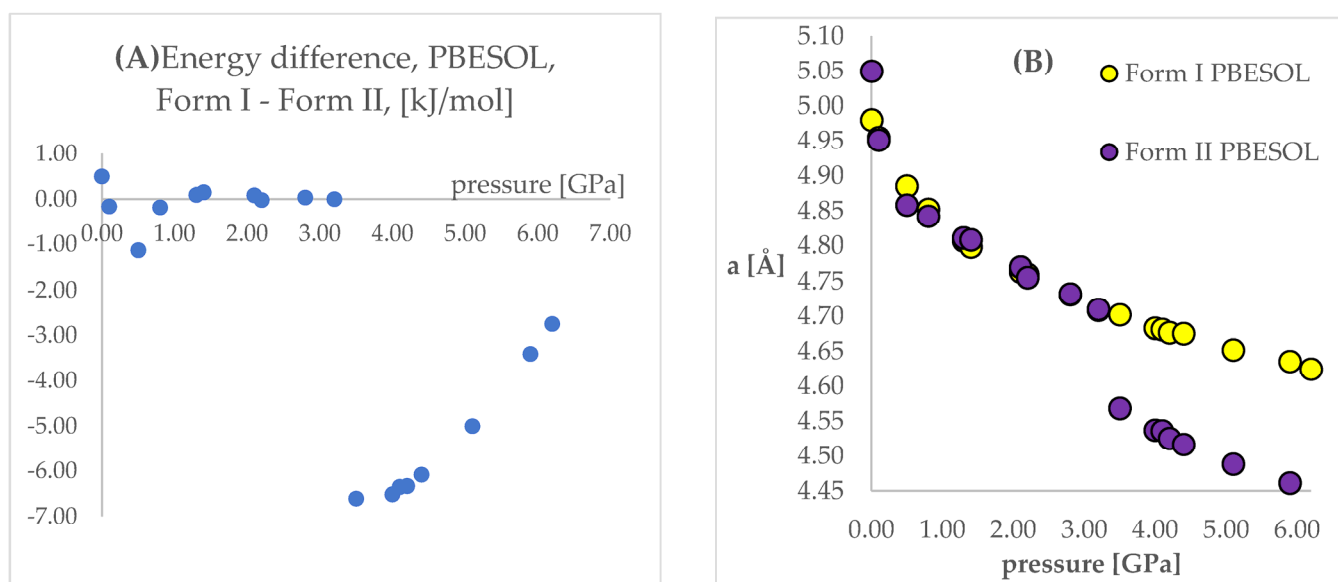 (A)Energy difference, PBESOL,
Form I - Form II, [kJ/mol]
1.00
0.00
-1.00
-2.00
-3.00
-4.00
-5.00
-6.00
-7.00
pressure [GPa]
0.00 1.00 2.00 3.00 4.00 5.00 6.00 7.00
(B)
Form I PBESOL
Form II PBESOL
5.10
5.05
5.00
4.95
4.90
4.85
4.80
a [Å]
4.75
4.70
4.65
4.60
4.55
4.50
4.45
0.00 1.00 2.00 3.00 4.00 5.00 6.00
pressure [GPa]